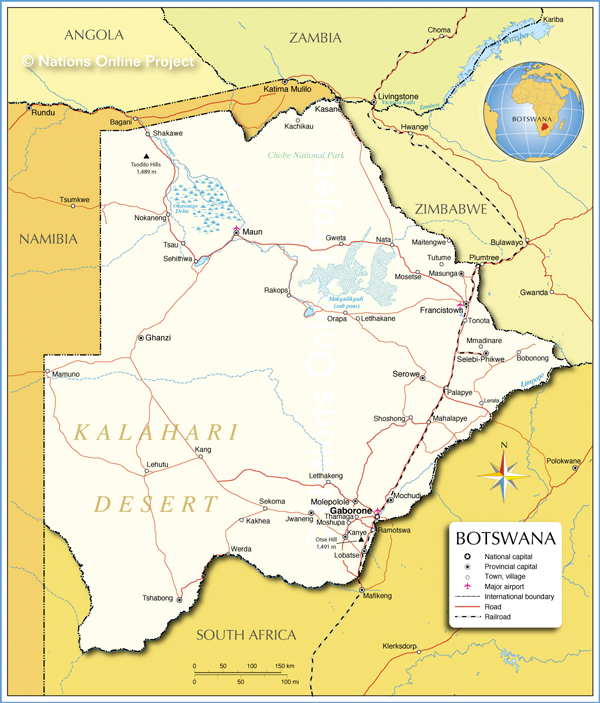 ANGOLA
ZAMBIA
Kariba
Kariba
Choma
© Nations Online Project
Katima Mulilo
Livingstone
Victoria Falls
Zambezi
Rundu
Bagani
Kasane
Kachikau
Hwange
BOTSWANA
Shakawe
Tsodilo Hills
1,489 m
Chobe National Park
Okavango
Delta
Tsumkwe
Nokaneng
ZIMBABWE
NAMIBIA
Maun
Gweta
Nata
Maitengwe
Bulawayo
Tsau
Sehithwa
Tutume
Plumtree
Masunga
Mosetse
Rakops
Makgadikgadi
(salt pans)
Gwanda
Francistown
Orapa
Letlhakane
Tonota
Ghanzi
Mmadinare
Selebi-Phikwe
Bobonong
Mamuno
Serowe
Limpopo
Palapye
Lerala
Shoshong
Mahalapye
KALAHARI
Kang
Lehutu
Polokwane
N
Letlhakeng
DESERT
Molepolole
Mochudi
Sekoma
Gaborone
Jwaneng
Thamaga
Moshupa
Kakhea
Kanye
Ramotswa
Otse Hill
1,491 m
Lobatse
Werda
Tshabong
Mafikeng
BOTSWANA
National capital
Provincial capital
Town, village
Major airport
International boundary
Road
Railroad
SOUTH AFRICA
Klerksdorp
0 50 100 150 km
0 50 100 mi
Nations Online Project